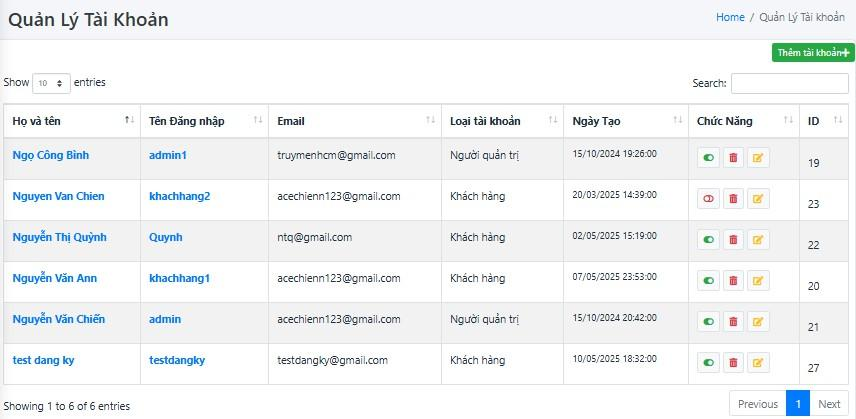 Quản Lý Tài Khoản
Home / Quản Lý Tài khoản
Thêm tài khoản
Show 10 entries
Search:
Họ và tên Tên Đăng nhập Email Loại tài khoản Ngày Tạo Chức Năng ID
Ngọ Công Bình admin1 truymenhcm@gmail.com Người quản trị 15/10/2024 19:26:00 19
Nguyen Van Chien khachhang2 acechienn123@gmail.com Khách hàng 20/03/2025 14:39:00 23
Nguyễn Thị Quỳnh Quynh ntq@gmail.com Khách hàng 02/05/2025 15:19:00 22
Nguyễn Văn Ann khachhang1 acechienn123@gmail.com Khách hàng 07/05/2025 23:53:00 20
Nguyễn Văn Chiến admin acechienn123@gmail.com Người quản trị 15/10/2024 20:42:00 21
test dang ky testdangky testdangky@gmail.com Khách hàng 10/05/2025 18:32:00 27
Showing 1 to 6 of 6 entries
Previous 1 Next